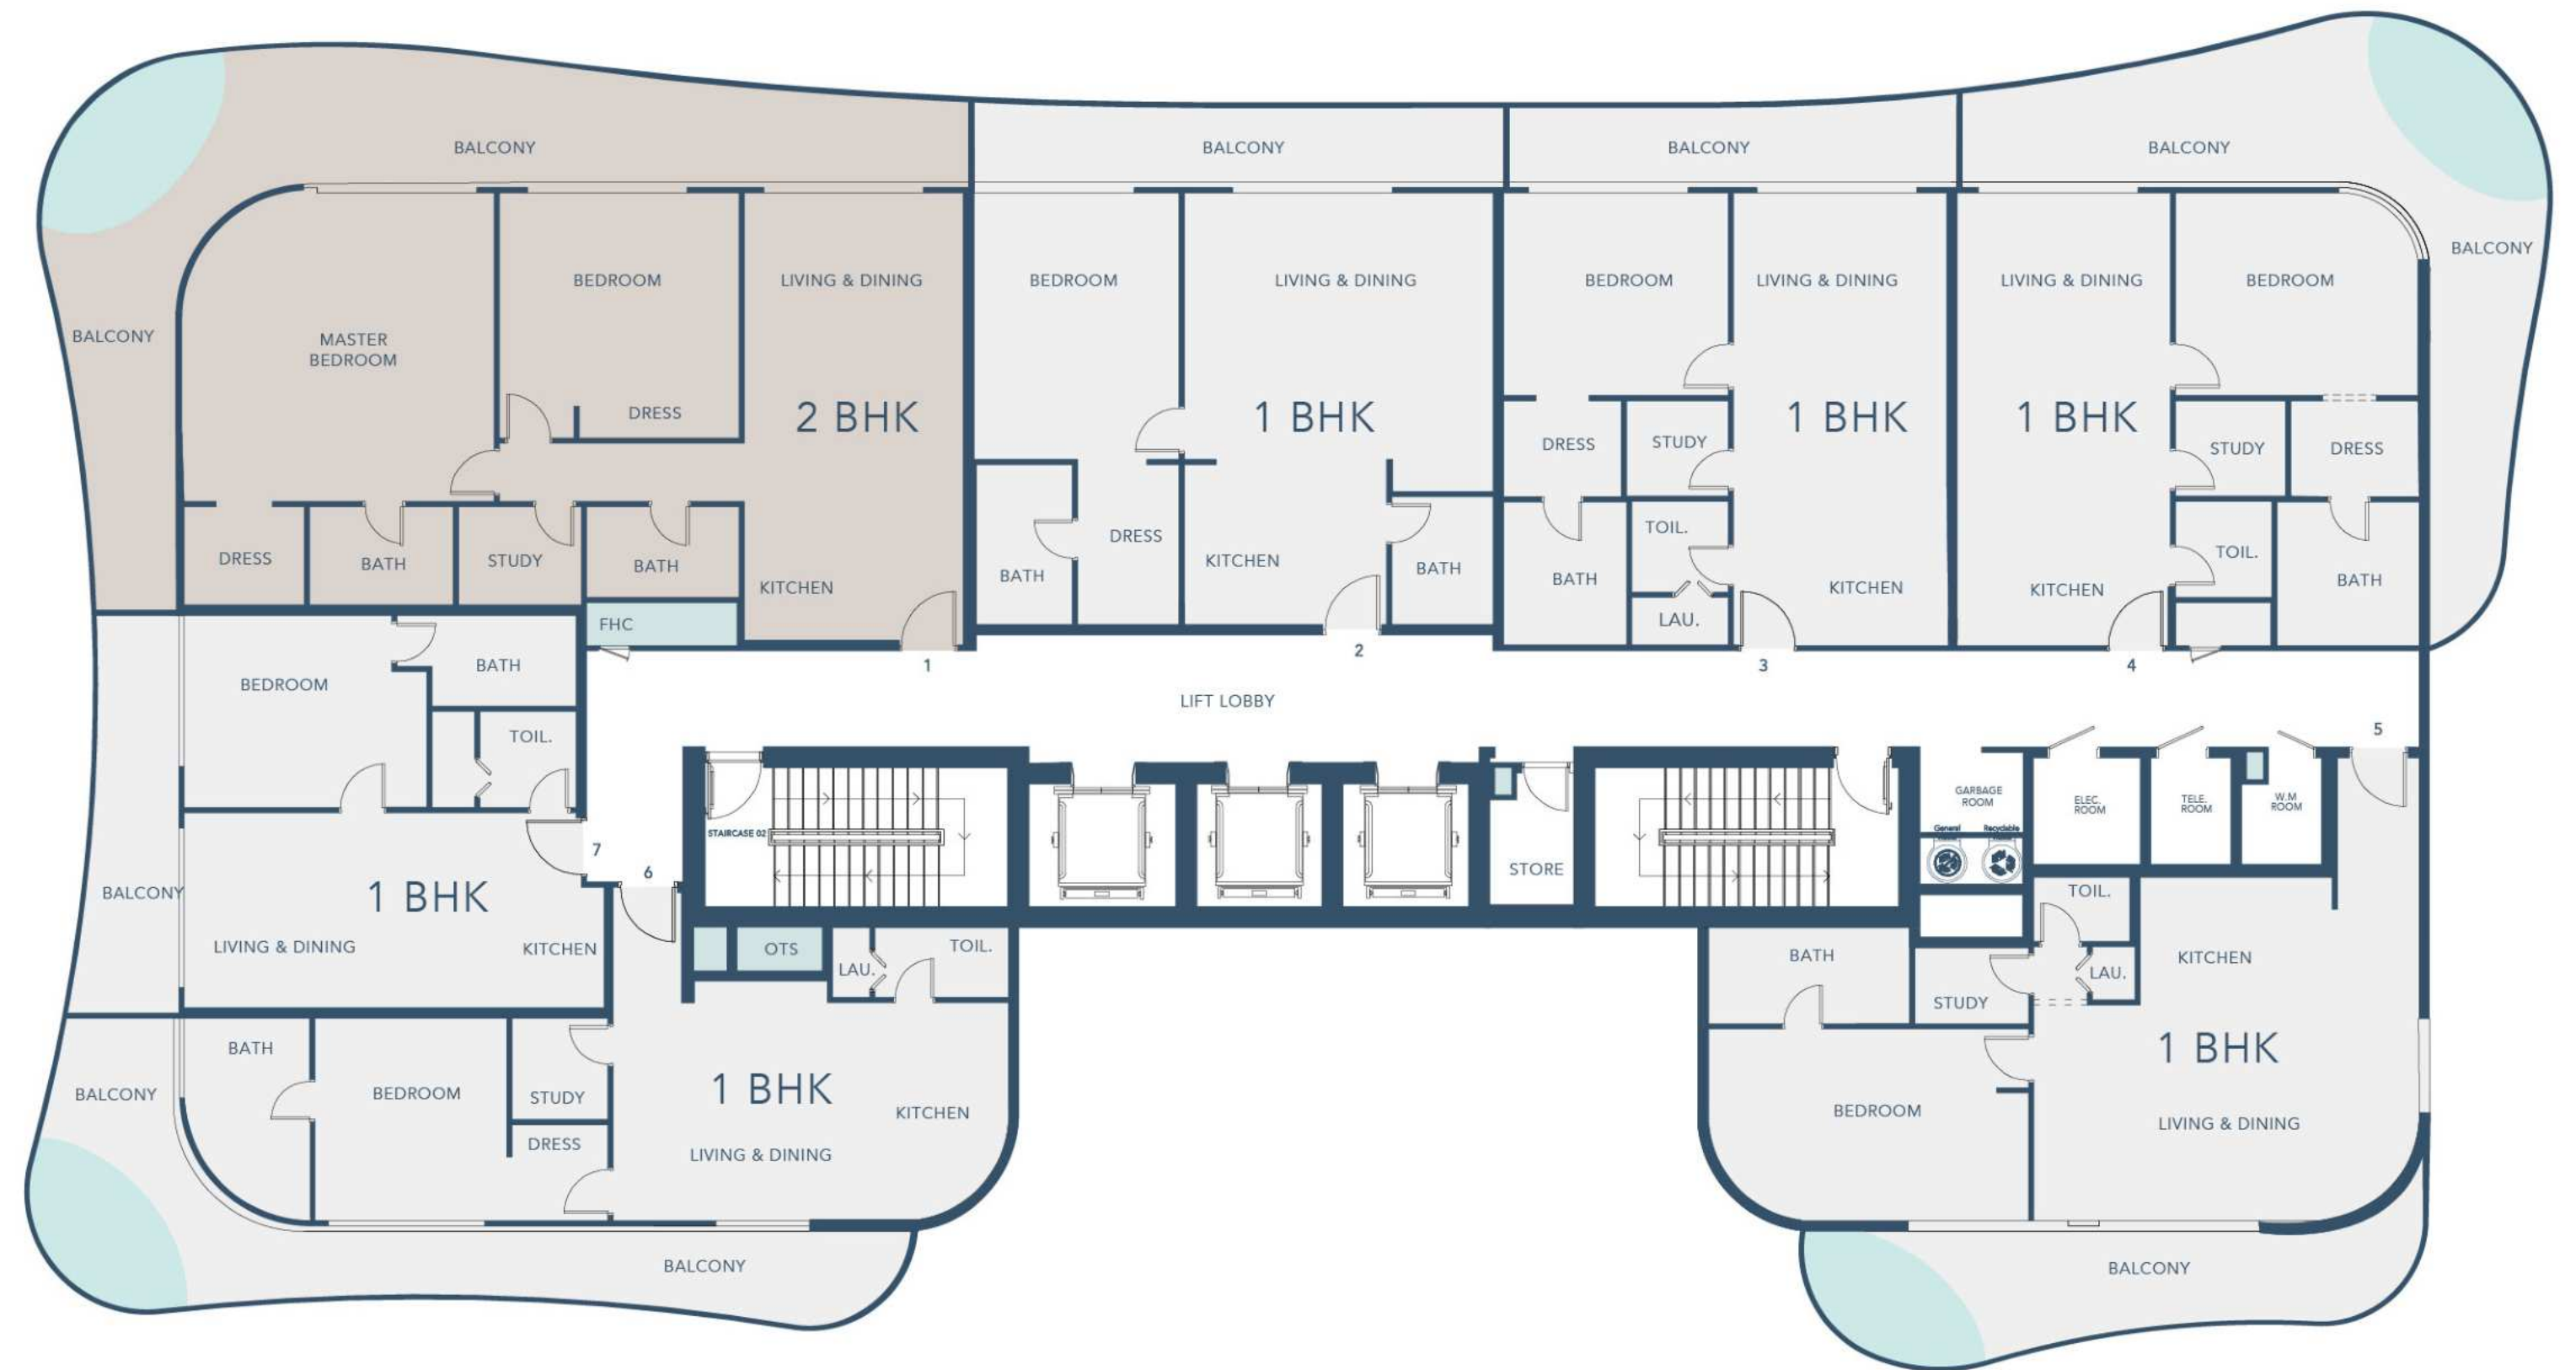 BALCONY
BALCONY
BALCONY
BALCONY
BALCONY
BEDROOM
LIVING & DINING
BEDROOM
LIVING & DINING
BEDROOM
LIVING & DINING
LIVING & DINING
BEDROOM
BALCONY
MASTER
BEDROOM
DRESS
2 BHK
1 BHK
1 BHK
1 BHK
DRESS
STUDY
STUDY
DRESS
DRESS
BATH
STUDY
BATH
KITCHEN
BATH
DRESS
KITCHEN
BATH
BATH
TOIL.
LAU.
KITCHEN
KITCHEN
TOIL.
BATH
FHC
1
2
3
4
BEDROOM
BATH
TOIL.
LIFT LOBBY
5
STAIRCASE 02
STORE
GARBAGE
ROOM
General
Recyclable
ELEC.
ROOM
TELE.
ROOM
W.M
ROOM
7
6
BALCONY
1 BHK
LIVING & DINING
KITCHEN
OTS
LAU.
TOIL.
BATH
STUDY
TOIL.
LAU.
KITCHEN
BALCONY
BATH
BEDROOM
STUDY
DRESS
1 BHK
KITCHEN
LIVING & DINING
BEDROOM
1 BHK
LIVING & DINING
BALCONY
BALCONY